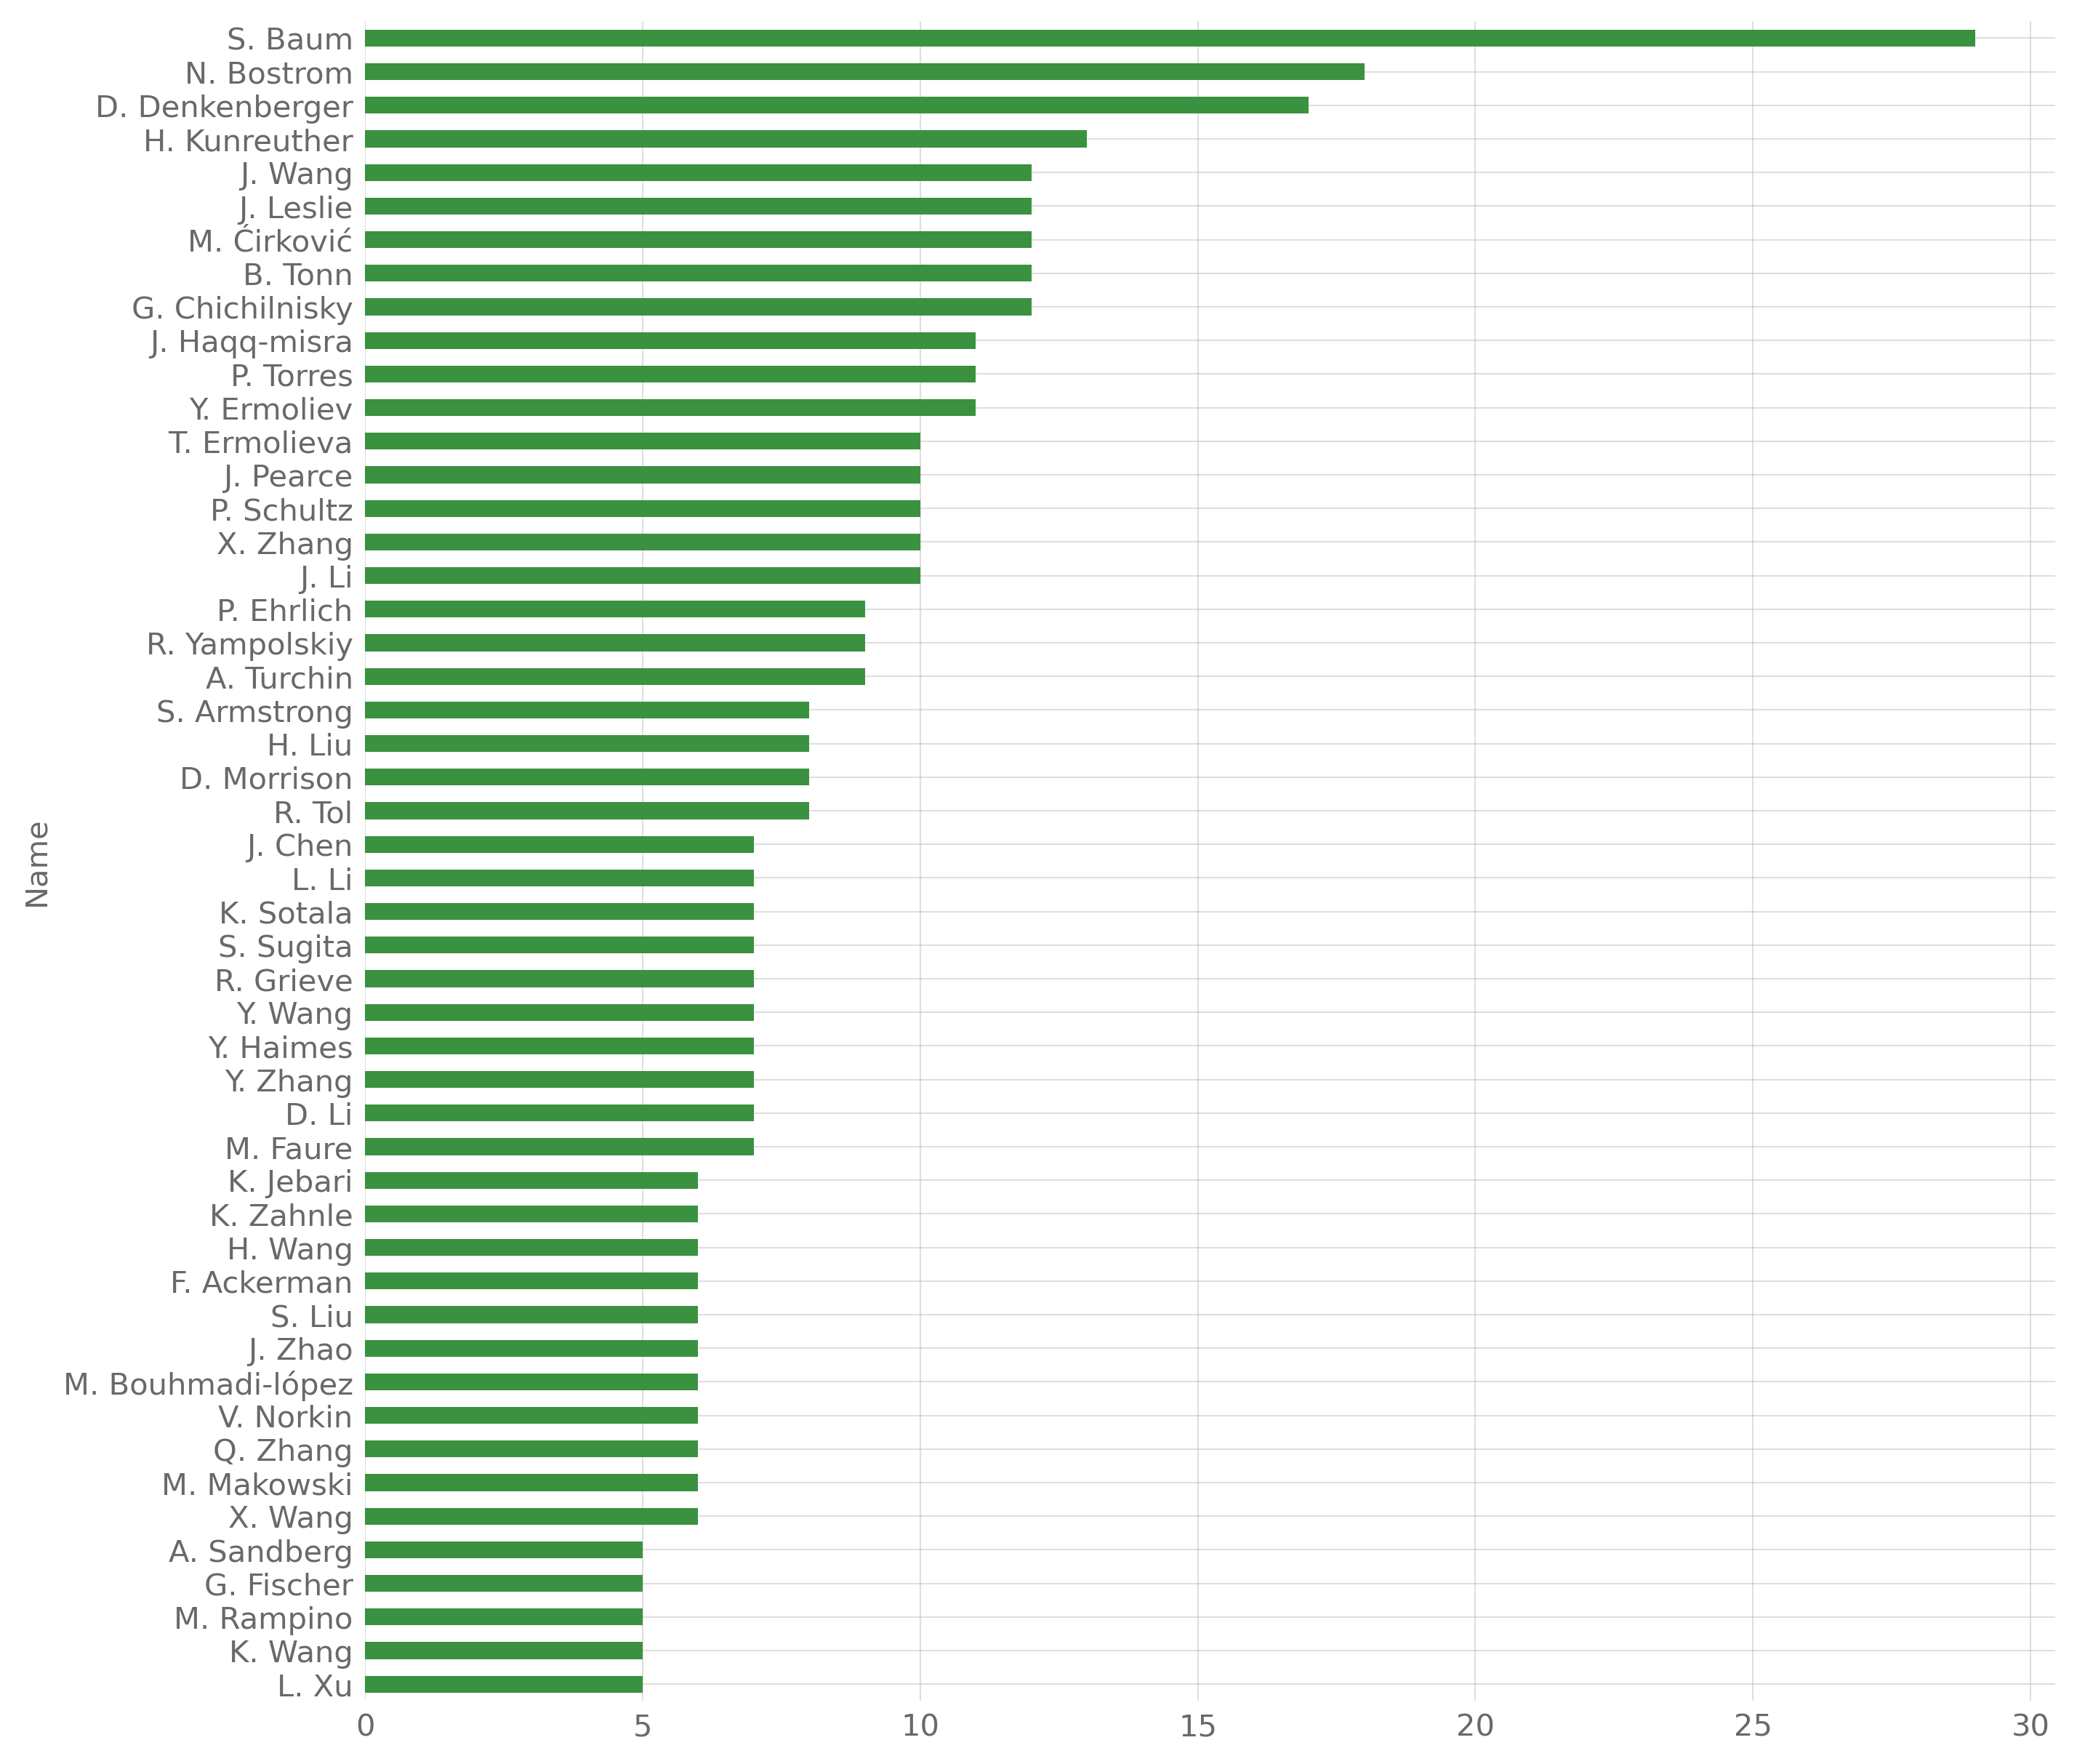 S. Baum
N. Bostrom
D. Denkenberger
H. Kunreuther
J. Wang
J. Leslie
M. Ćirković
B. Tonn
G. Chichilnisky
J. Haqq-misra
P. Torres
Y. Ermoliev
T. Ermolieva
J. Pearce
P. Schultz
X. Zhang
J. Li
P. Ehrlich
R. Yampolskiy
A. Turchin
S. Armstrong
H. Liu
D. Morrison
R. Tol
J. Chen
L. Li
K. Sotala
S. Sugita
R. Grieve
Y. Wang
Y. Haimes
Y. Zhang
D. Li
M. Faure
K. Jebari
K. Zahnle
H. Wang
F. Ackerman
S. Liu
J. Zhao
M. Bouhmadi-lópez
V. Norkin
Q. Zhang
M. Makowski
X. Wang
A. Sandberg
G. Fischer
M. Rampino
K. Wang
L. Xu
Name
0 5 10 15 20 25 30